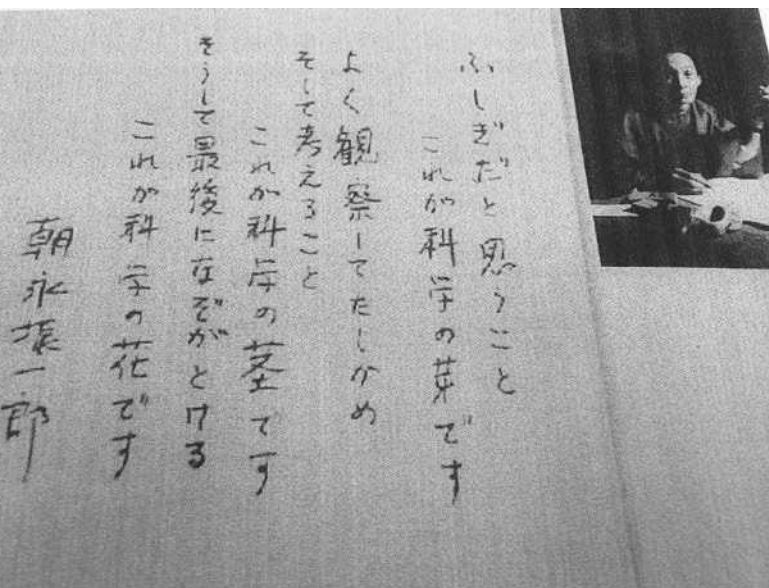 ふしぎだと思うこと
これが科学の芽です
よく観察してたしかめ
そして考えること
これが科学の茎です
そうして最後になぞがとける
これが科学の花です
朝永振一郎